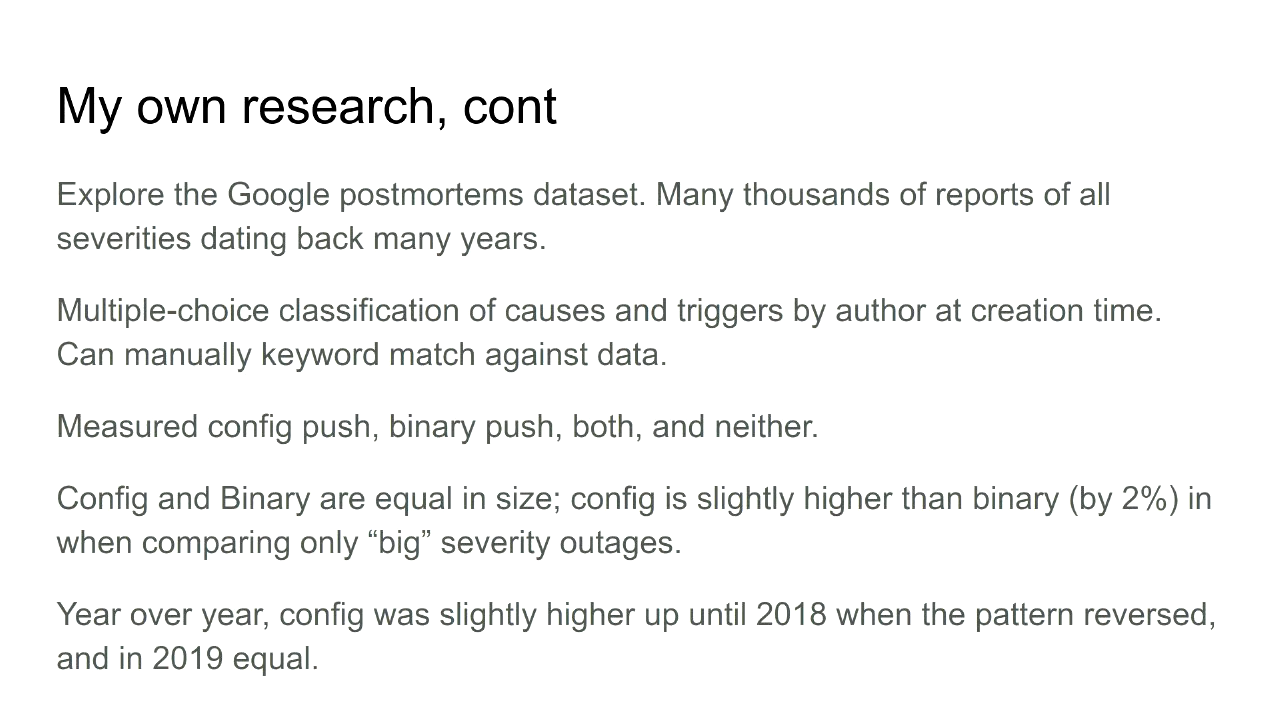 My own research, cont
Explore the Google postmortems dataset. Many thousands of reports of all
severities dating back many years.
Multiple-choice classification of causes and triggers by author at creation time.
Can manually keyword match against data.
Measured config push, binary push, both, and neither.
Config and Binary are equal in size; config is slightly higher than binary (by 2%) in
when comparing only “big” severity outages.
Year over year, config was slightly higher up until 2018 when the pattern reversed,
and in 2019 equal.